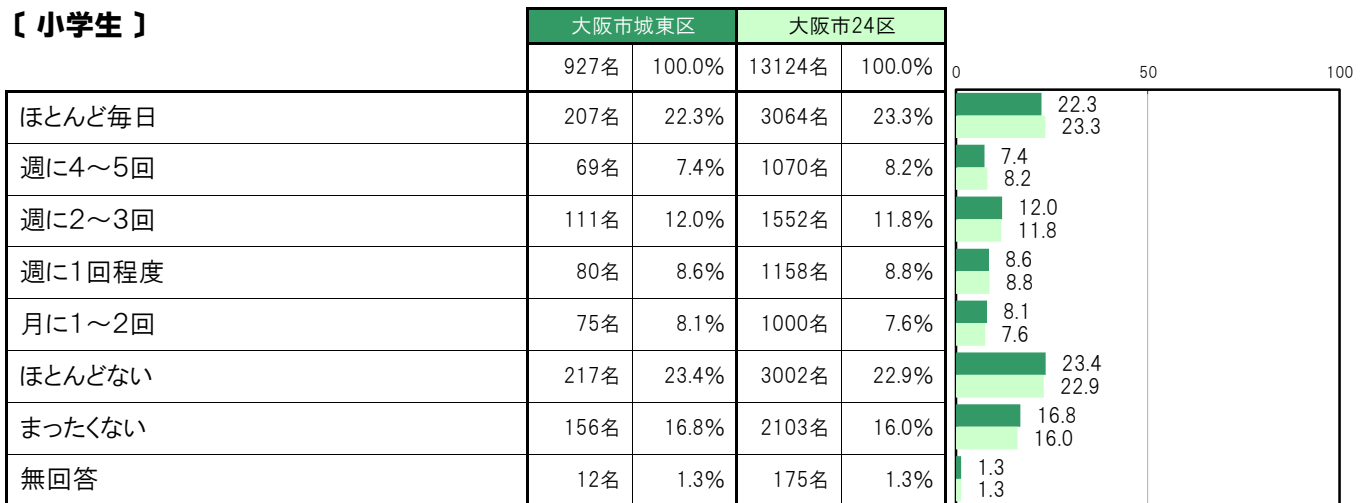 〔 小学生 〕
大阪市城東区 大阪市24区
927名 100.0% 13124名 100.0% 0 50 100
ほとんど毎日 207名 22.3% 3064名 23.3% 22.3
23.3
週に4～5回 69名 7.4% 1070名 8.2% 7.4
8.2
週に2～3回 111名 12.0% 1552名 11.8% 12.0
11.8
週に1回程度 80名 8.6% 1158名 8.8% 8.6
8.8
月に1～2回 75名 8.1% 1000名 7.6% 8.1
7.6
ほとんどない 217名 23.4% 3002名 22.9% 23.4
22.9
まったくない 156名 16.8% 2103名 16.0% 16.8
16.0
無回答 12名 1.3% 175名 1.3% 1.3
1.3